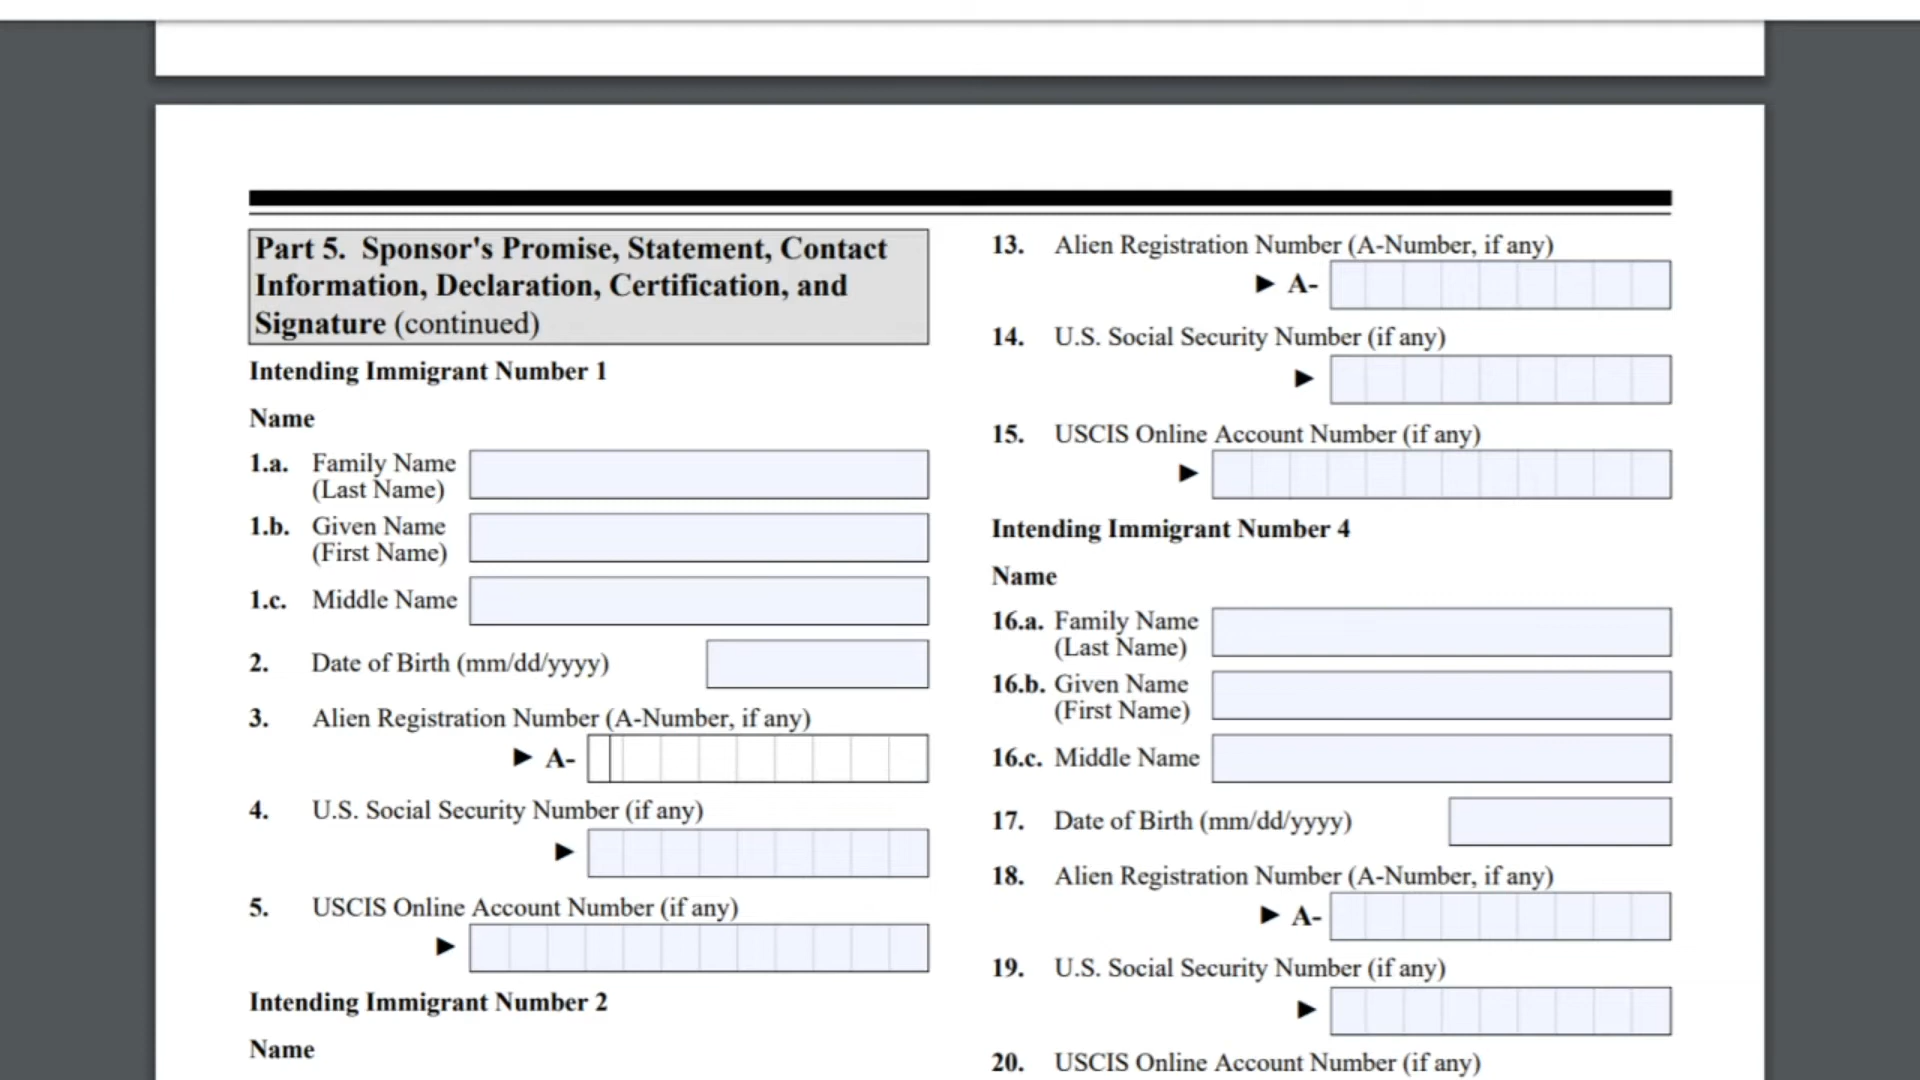 Part 5. Sponsor's Promise, Statement, Contact
Information, Declaration, Certification, and
Signature (continued)
Intending Immigrant Number 1
Name
1.a. Family Name
(Last Name)
1.b. Given Name
(First Name)
1.c. Middle Name
2. Date of Birth (mm/dd/yyyy)
3. Alien Registration Number (A-Number, if any)
► A-
4. U.S. Social Security Number (if any)
►
5. USCIS Online Account Number (if any)
►
Intending Immigrant Number 2
Name
13. Alien Registration Number (A-Number, if any)
► A-
14. U.S. Social Security Number (if any)
►
15. USCIS Online Account Number (if any)
►
Intending Immigrant Number 4
Name
16.a. Family Name
(Last Name)
16.b. Given Name
(First Name)
16.c. Middle Name
17. Date of Birth (mm/dd/yyyy)
18. Alien Registration Number (A-Number, if any)
► A-
19. U.S. Social Security Number (if any)
►
20. USCIS Online Account Number (if any)